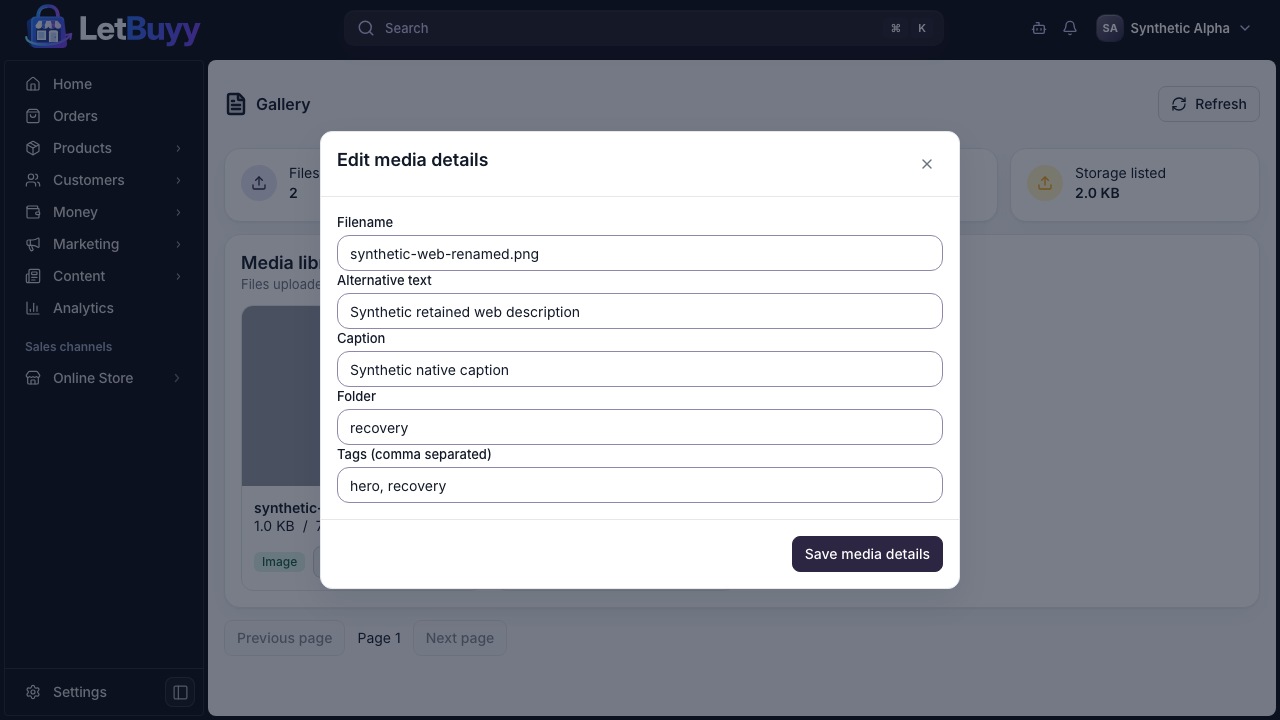 LetBuyy
Search
⌘ K
SA
Synthetic Alpha
Home
Orders
Products
Customers
Money
Marketing
Content
Analytics
Sales channels
Online Store
Settings
Gallery
Refresh
Files
2
Storage listed
2.0 KB
Media lib
Files uploade
synthetic-
1.0 KB /
Image
Previous page
Page 1
Next page
Edit media details
Filename
synthetic-web-renamed.png
Alternative text
Synthetic retained web description
Caption
Synthetic native caption
Folder
recovery
Tags (comma separated)
hero, recovery
Save media details